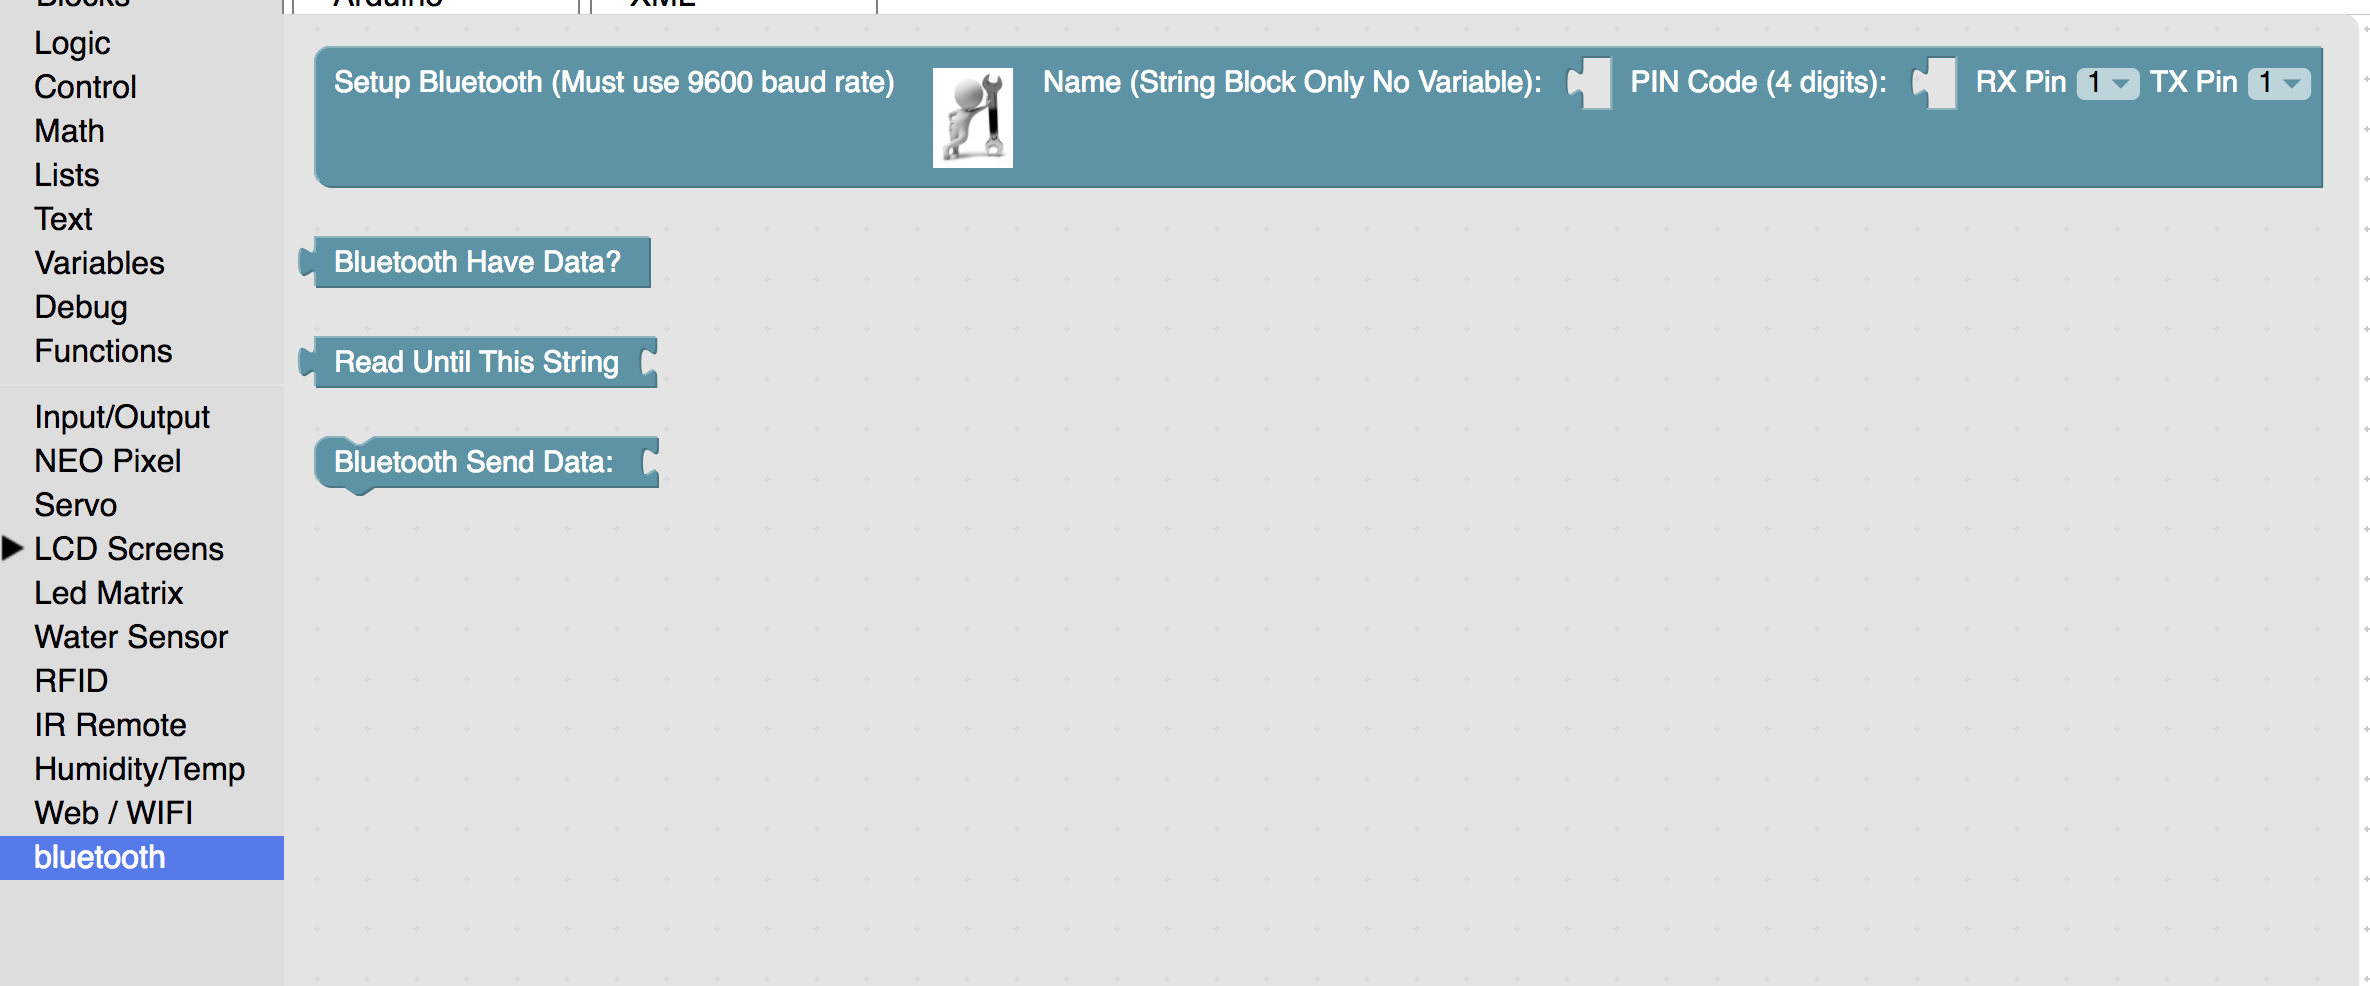 Blocks
Arduino
XML
Logic
Control
Math
Lists
Text
Variables
Debug
Functions
Input/Output
NEO Pixel
Servo
LCD Screens
Led Matrix
Water Sensor
RFID
IR Remote
Humidity/Temp
Web / WIFI
bluetooth
Setup Bluetooth (Must use 9600 baud rate) Name (String Block Only No Variable): PIN Code (4 digits): RX Pin 1 TX Pin 1
Bluetooth Have Data?
Read Until This String
Bluetooth Send Data: